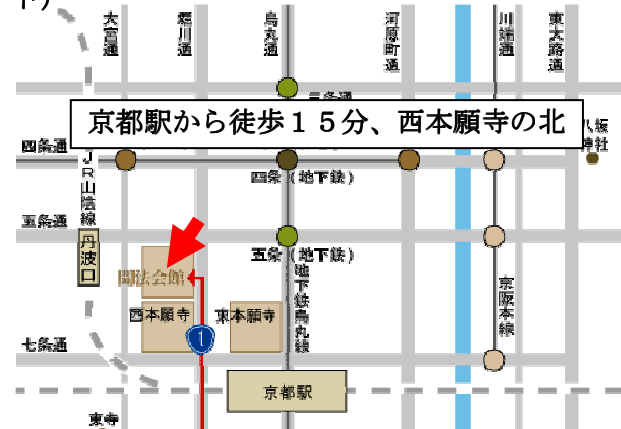 大宮通
堀川通
烏丸通
河原町通
川端通
東大路通
京都駅から徒歩１５分、西本願寺の北
四条通
八坂神社
四条（地下鉄）
JR山陰線
五条通
丹波口
五条（地下鉄）
聞法会館
地下鉄烏丸線
京阪本線
西本願寺
東本願寺
1
七条通
京都駅
東寺